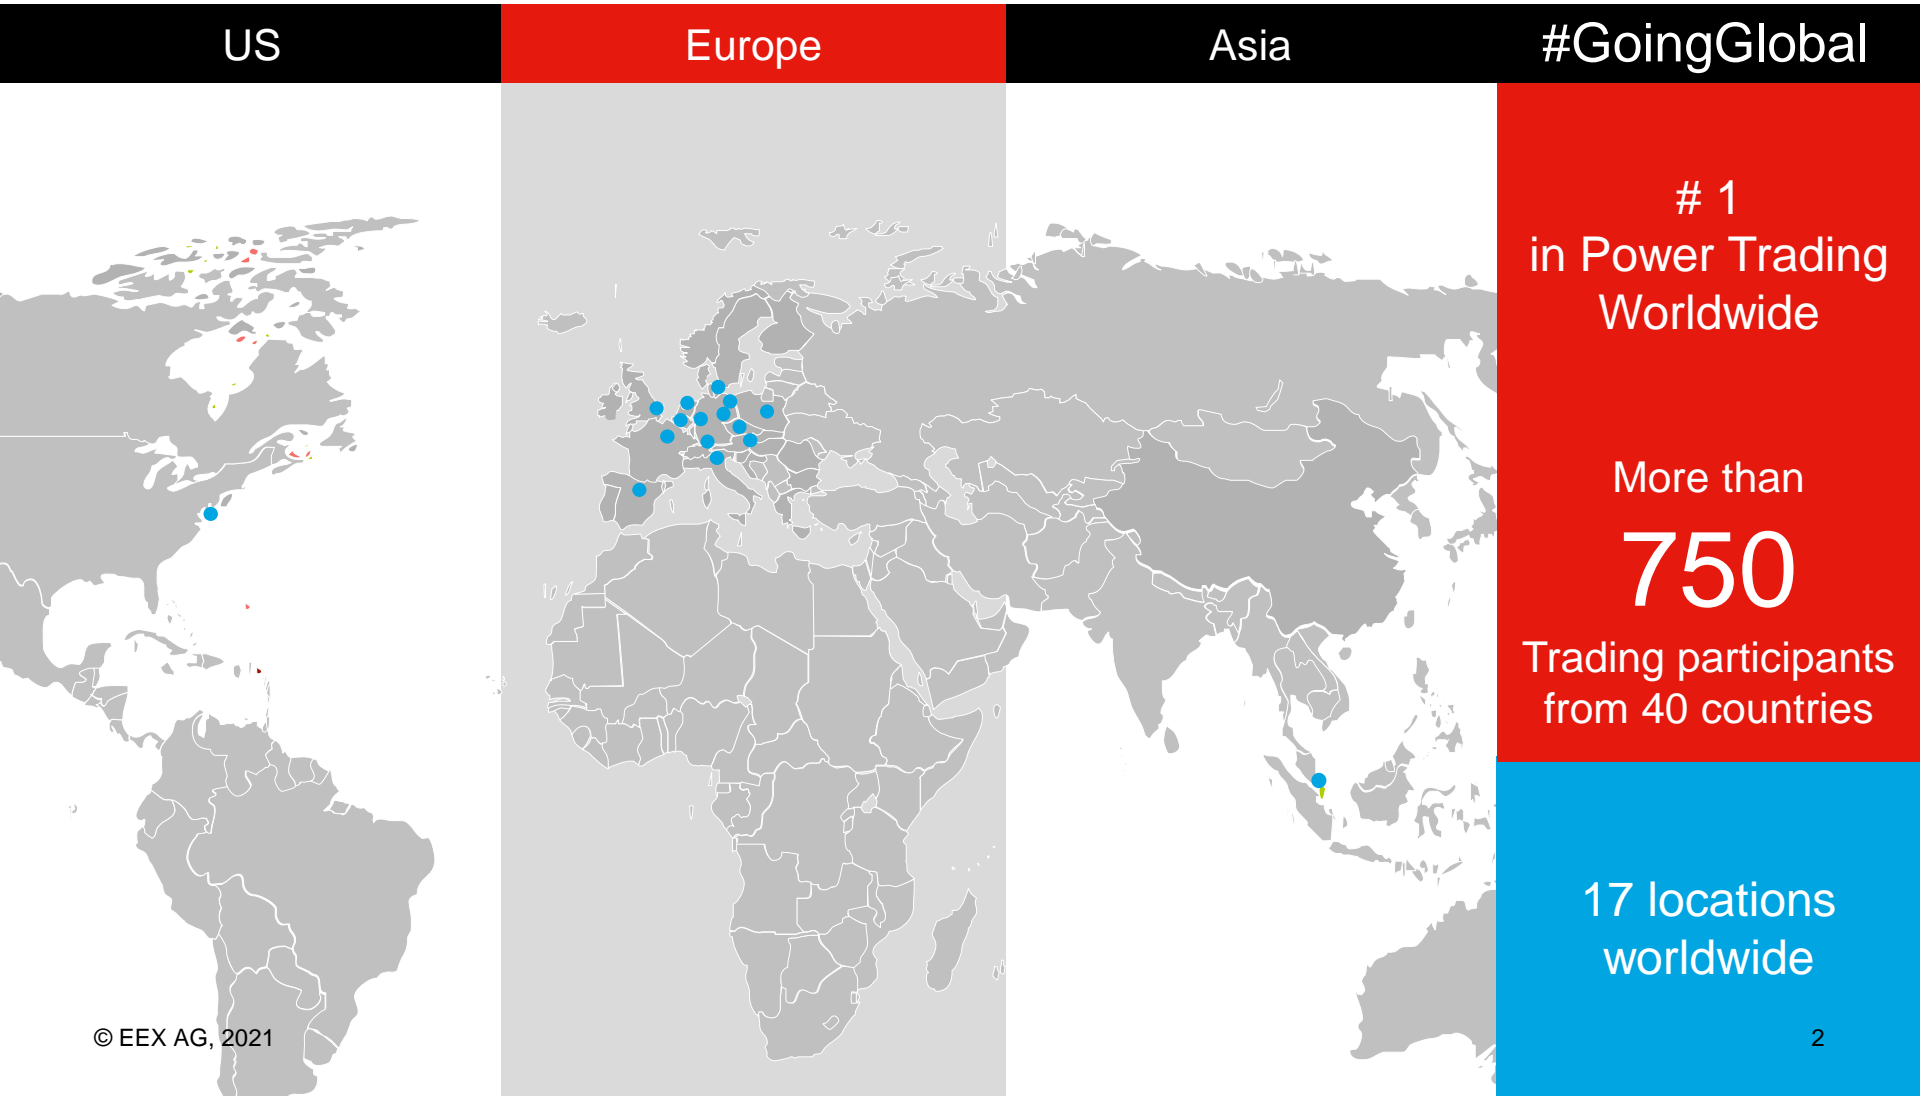 US
Europe
Asia
#GoingGlobal
# 1
in Power Trading
Worldwide
More than
750
Trading participants
from 40 countries
17 locations
worldwide
© EEX AG, 2021
2